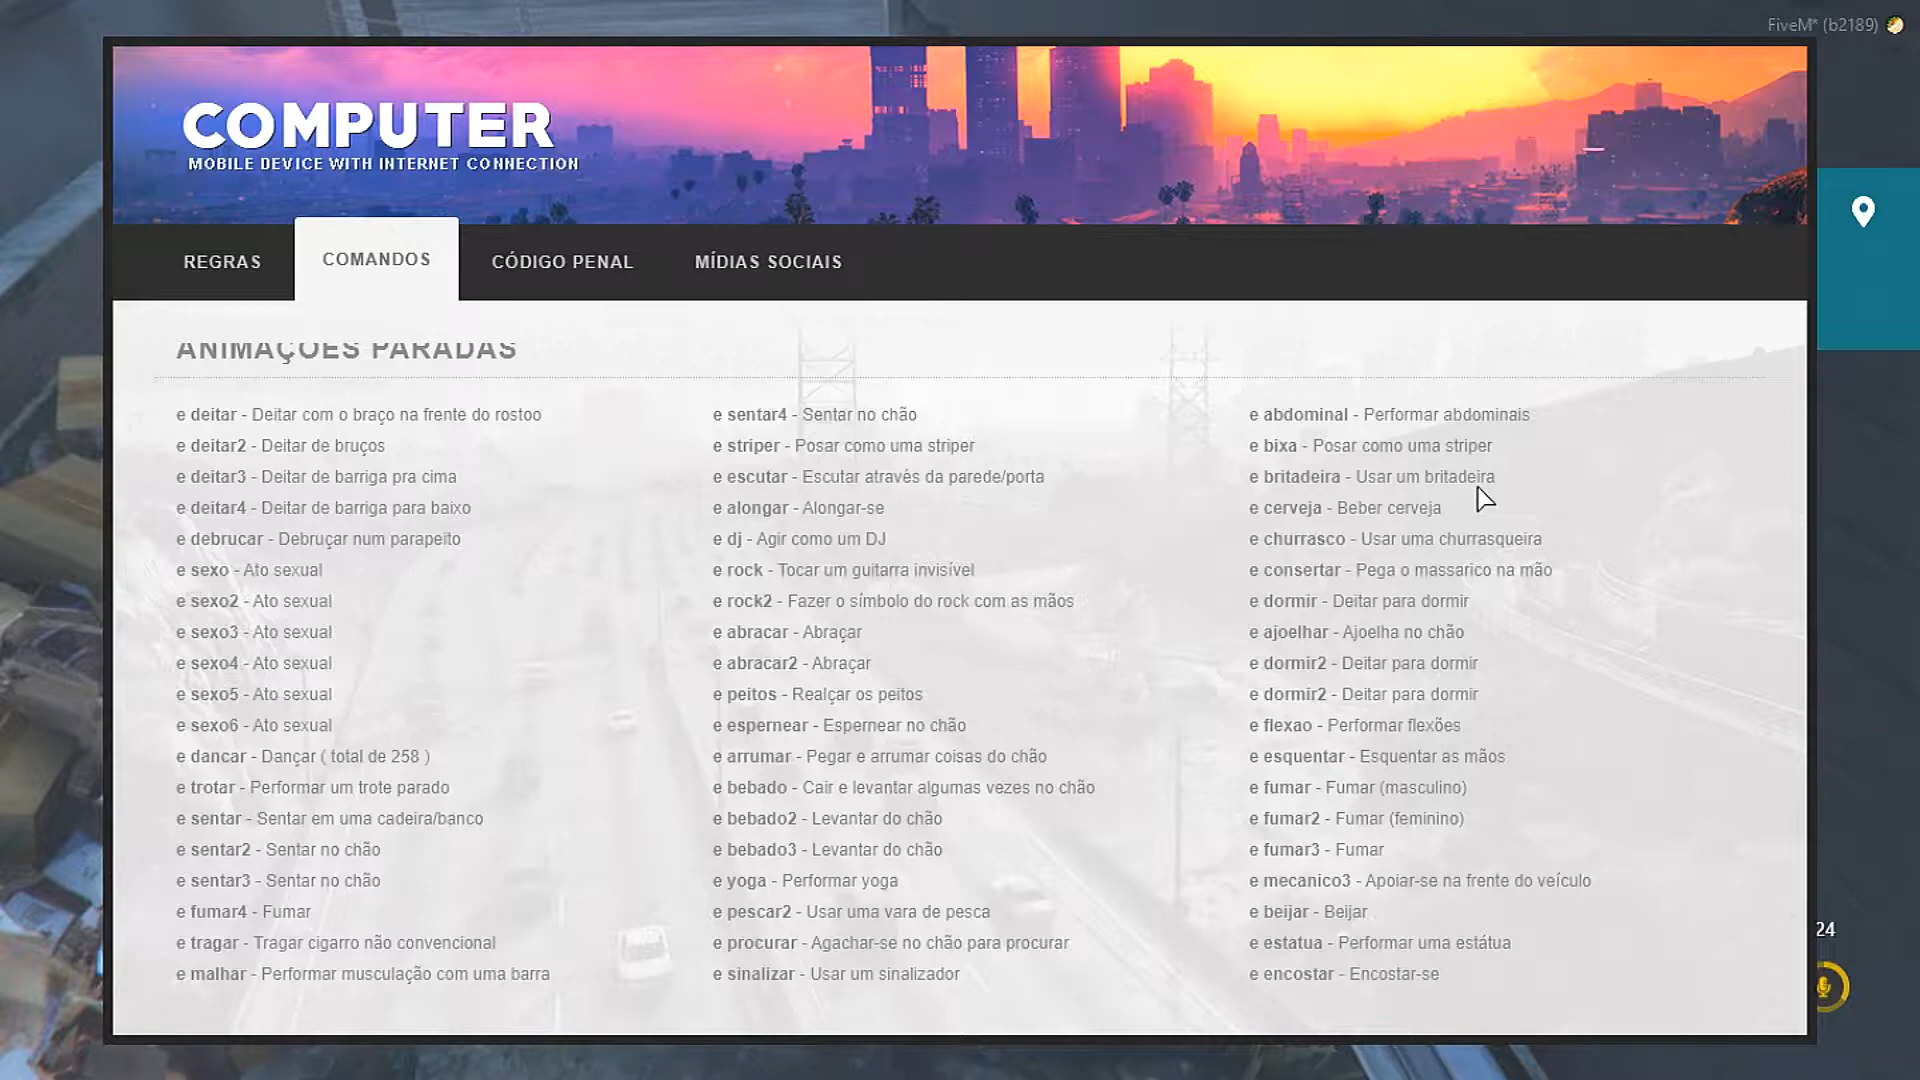 FiveM* (b2189)
COMPUTER
MOBILE DEVICE WITH INTERNET CONNECTION
REGRAS
COMANDOS
CÓDIGO PENAL
MÍDIAS SOCIAIS
ANIMAÇÕES PARADAS
e deitar - Deitar com o braço na frente do rostoo
e deitar2 - Deitar de bruços
e deitar3 - Deitar de barriga pra cima
e deitar4 - Deitar de barriga para baixo
e debrucar - Debruçar num parapeito
e sexo - Ato sexual
e sexo2 - Ato sexual
e sexo3 - Ato sexual
e sexo4 - Ato sexual
e sexo5 - Ato sexual
e sexo6 - Ato sexual
e dancar - Dançar ( total de 258 )
e trotar - Performar um trote parado
e sentar - Sentar em uma cadeira/banco
e sentar2 - Sentar no chão
e sentar3 - Sentar no chão
e fumar4 - Fumar
e tragar - Tragar cigarro não convencional
e malhar - Performar musculação com uma barra
e sentar4 - Sentar no chão
e striper - Posar como uma striper
e escutar - Escutar através da parede/porta
e alongar - Alongar-se
e dj - Agir como um DJ
e rock - Tocar um guitarra invisível
e rock2 - Fazer o símbolo do rock com as mãos
e abracar - Abraçar
e abracar2 - Abraçar
e peitos - Realçar os peitos
e espernear - Espernear no chão
e arrumar - Pegar e arrumar coisas do chão
e bebado - Cair e levantar algumas vezes no chão
e bebado2 - Levantar do chão
e bebado3 - Levantar do chão
e yoga - Performar yoga
e pescar2 - Usar uma vara de pesca
e procurar - Agachar-se no chão para procurar
e sinalizar - Usar um sinalizador
e abdominal - Performar abdominais
e bixa - Posar como uma striper
e britadeira - Usar um britadeira
e cerveja - Beber cerveja
e churrasco - Usar uma churrasqueira
e consertar - Pega o massarico na mão
e dormir - Deitar para dormir
e ajoelhar - Ajoelha no chão
e dormir2 - Deitar para dormir
e dormir2 - Deitar para dormir
e flexao - Performar flexões
e esquentar - Esquentar as mãos
e fumar - Fumar (masculino)
e fumar2 - Fumar (feminino)
e fumar3 - Fumar
e mecanico3 - Apoiar-se na frente do veículo
e beijar - Beijar
e estatua - Performar uma estátua
e encostar - Encostar-se
24